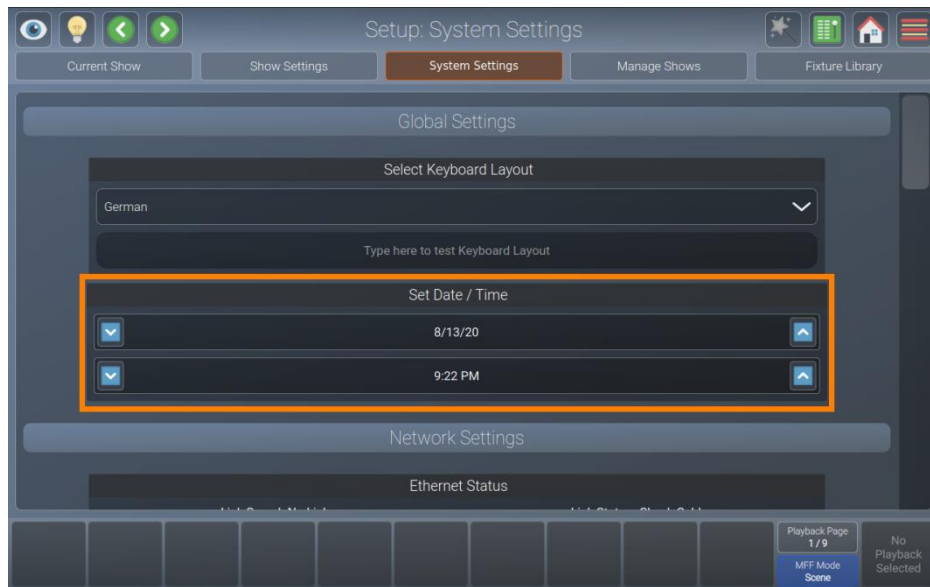 Setup: System Settings
Current Show
Show Settings
System Settings
Manage Shows
Fixture Library
Global Settings
Select Keyboard Layout
German
Type here to test Keyboard Layout
Set Date / Time
8/13/20
9:22 PM
Network Settings
Ethernet Status
Playback Page
1 / 9
MFF Mode
Scene
No
Playback
Selected